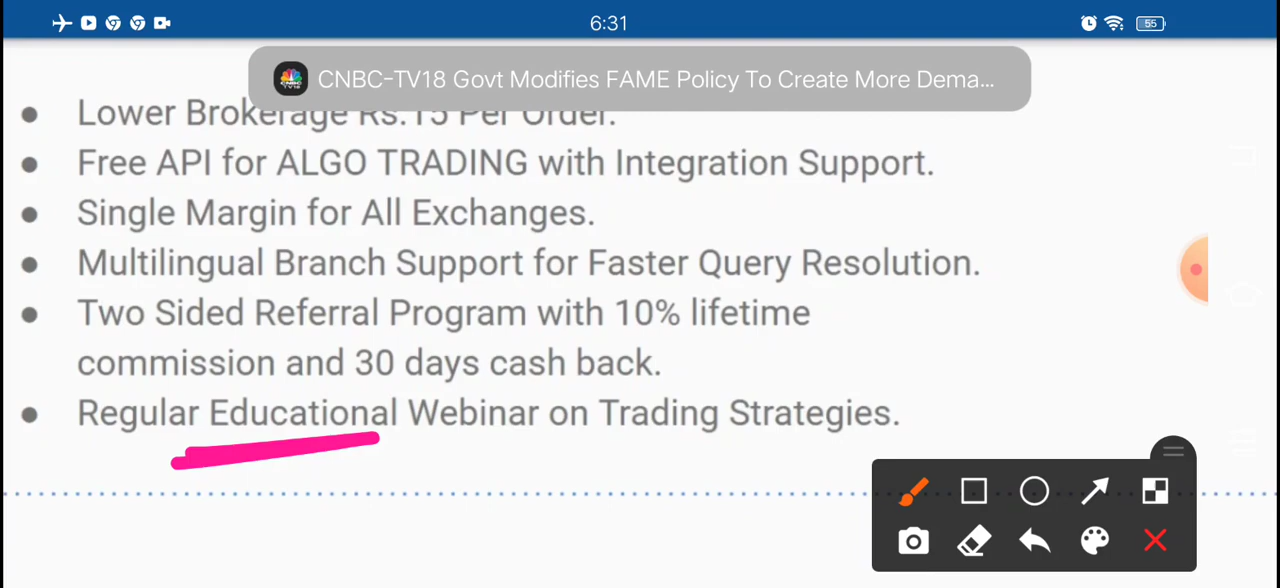 6:31
55
CNBC-TV18 Govt Modifies FAME Policy To Create More Dema...
Lower Brokerage Rs.15 Per Order.
Free API for ALGO TRADING with Integration Support.
Single Margin for All Exchanges.
Multilingual Branch Support for Faster Query Resolution.
Two Sided Referral Program with 10% lifetime
commission and 30 days cash back.
Regular Educational Webinar on Trading Strategies.